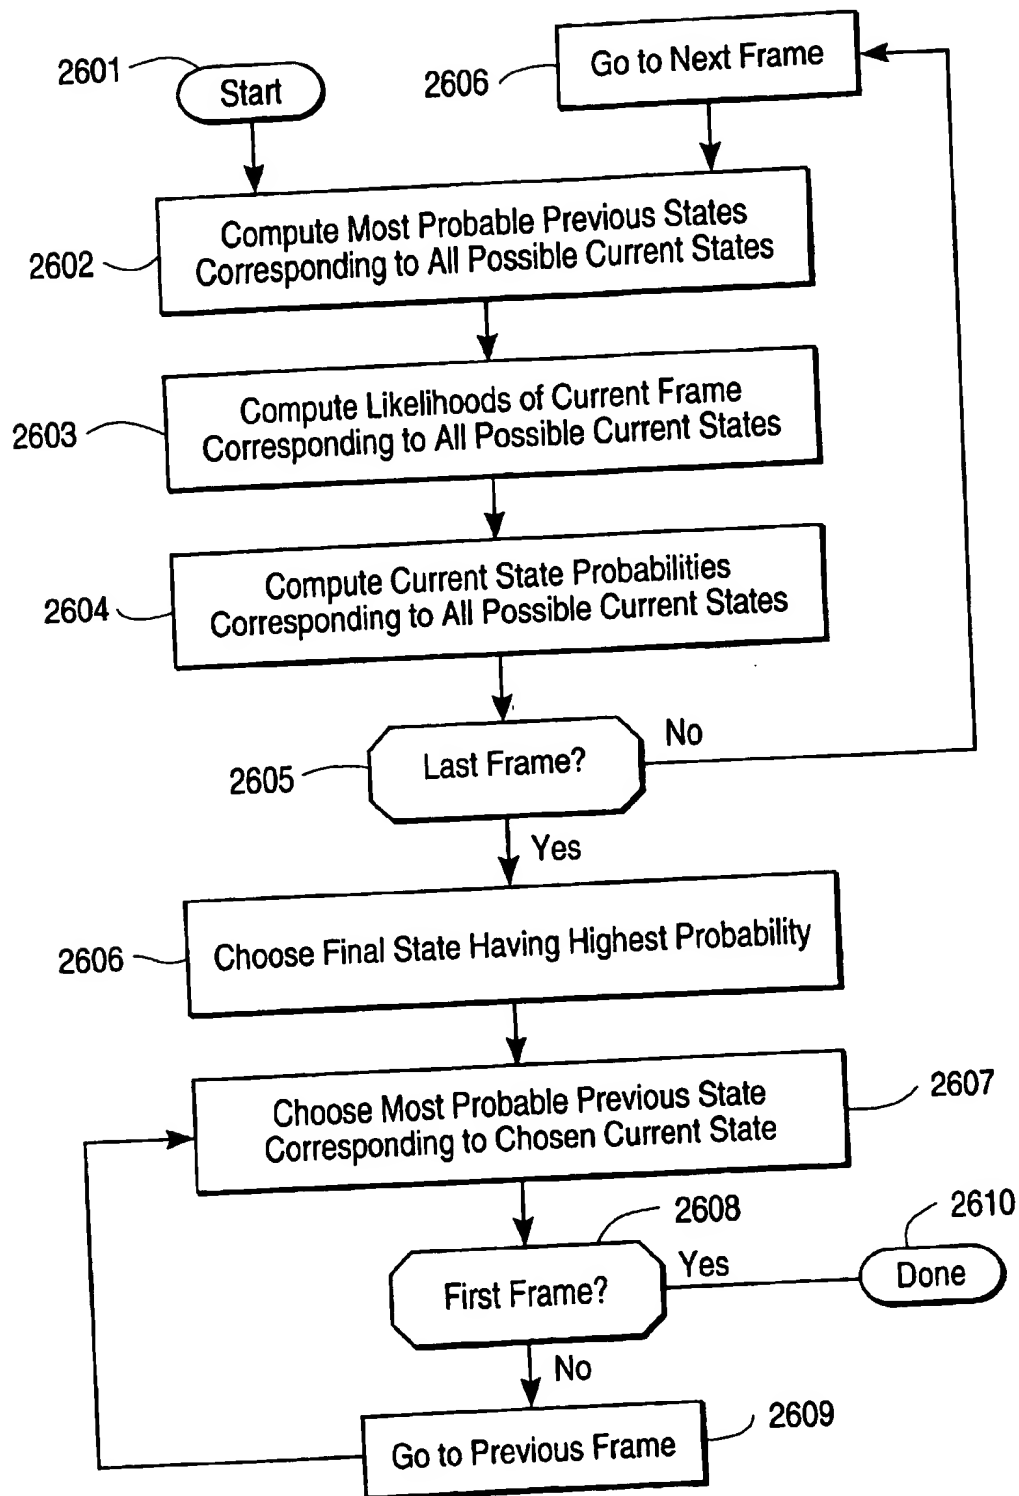 2601
Start
2606
Go to Next Frame
2602
Compute Most Probable Previous States
Corresponding to All Possible Current States
2603
Compute Likelihoods of Current Frame
Corresponding to All Possible Current States
2604
Compute Current State Probabilities
Corresponding to All Possible Current States
2605
Last Frame?
No
Yes
2606
Choose Final State Having Highest Probability
Choose Most Probable Previous State
Corresponding to Chosen Current State
2607
2608
First Frame?
Yes
2610
Done
No
Go to Previous Frame
2609